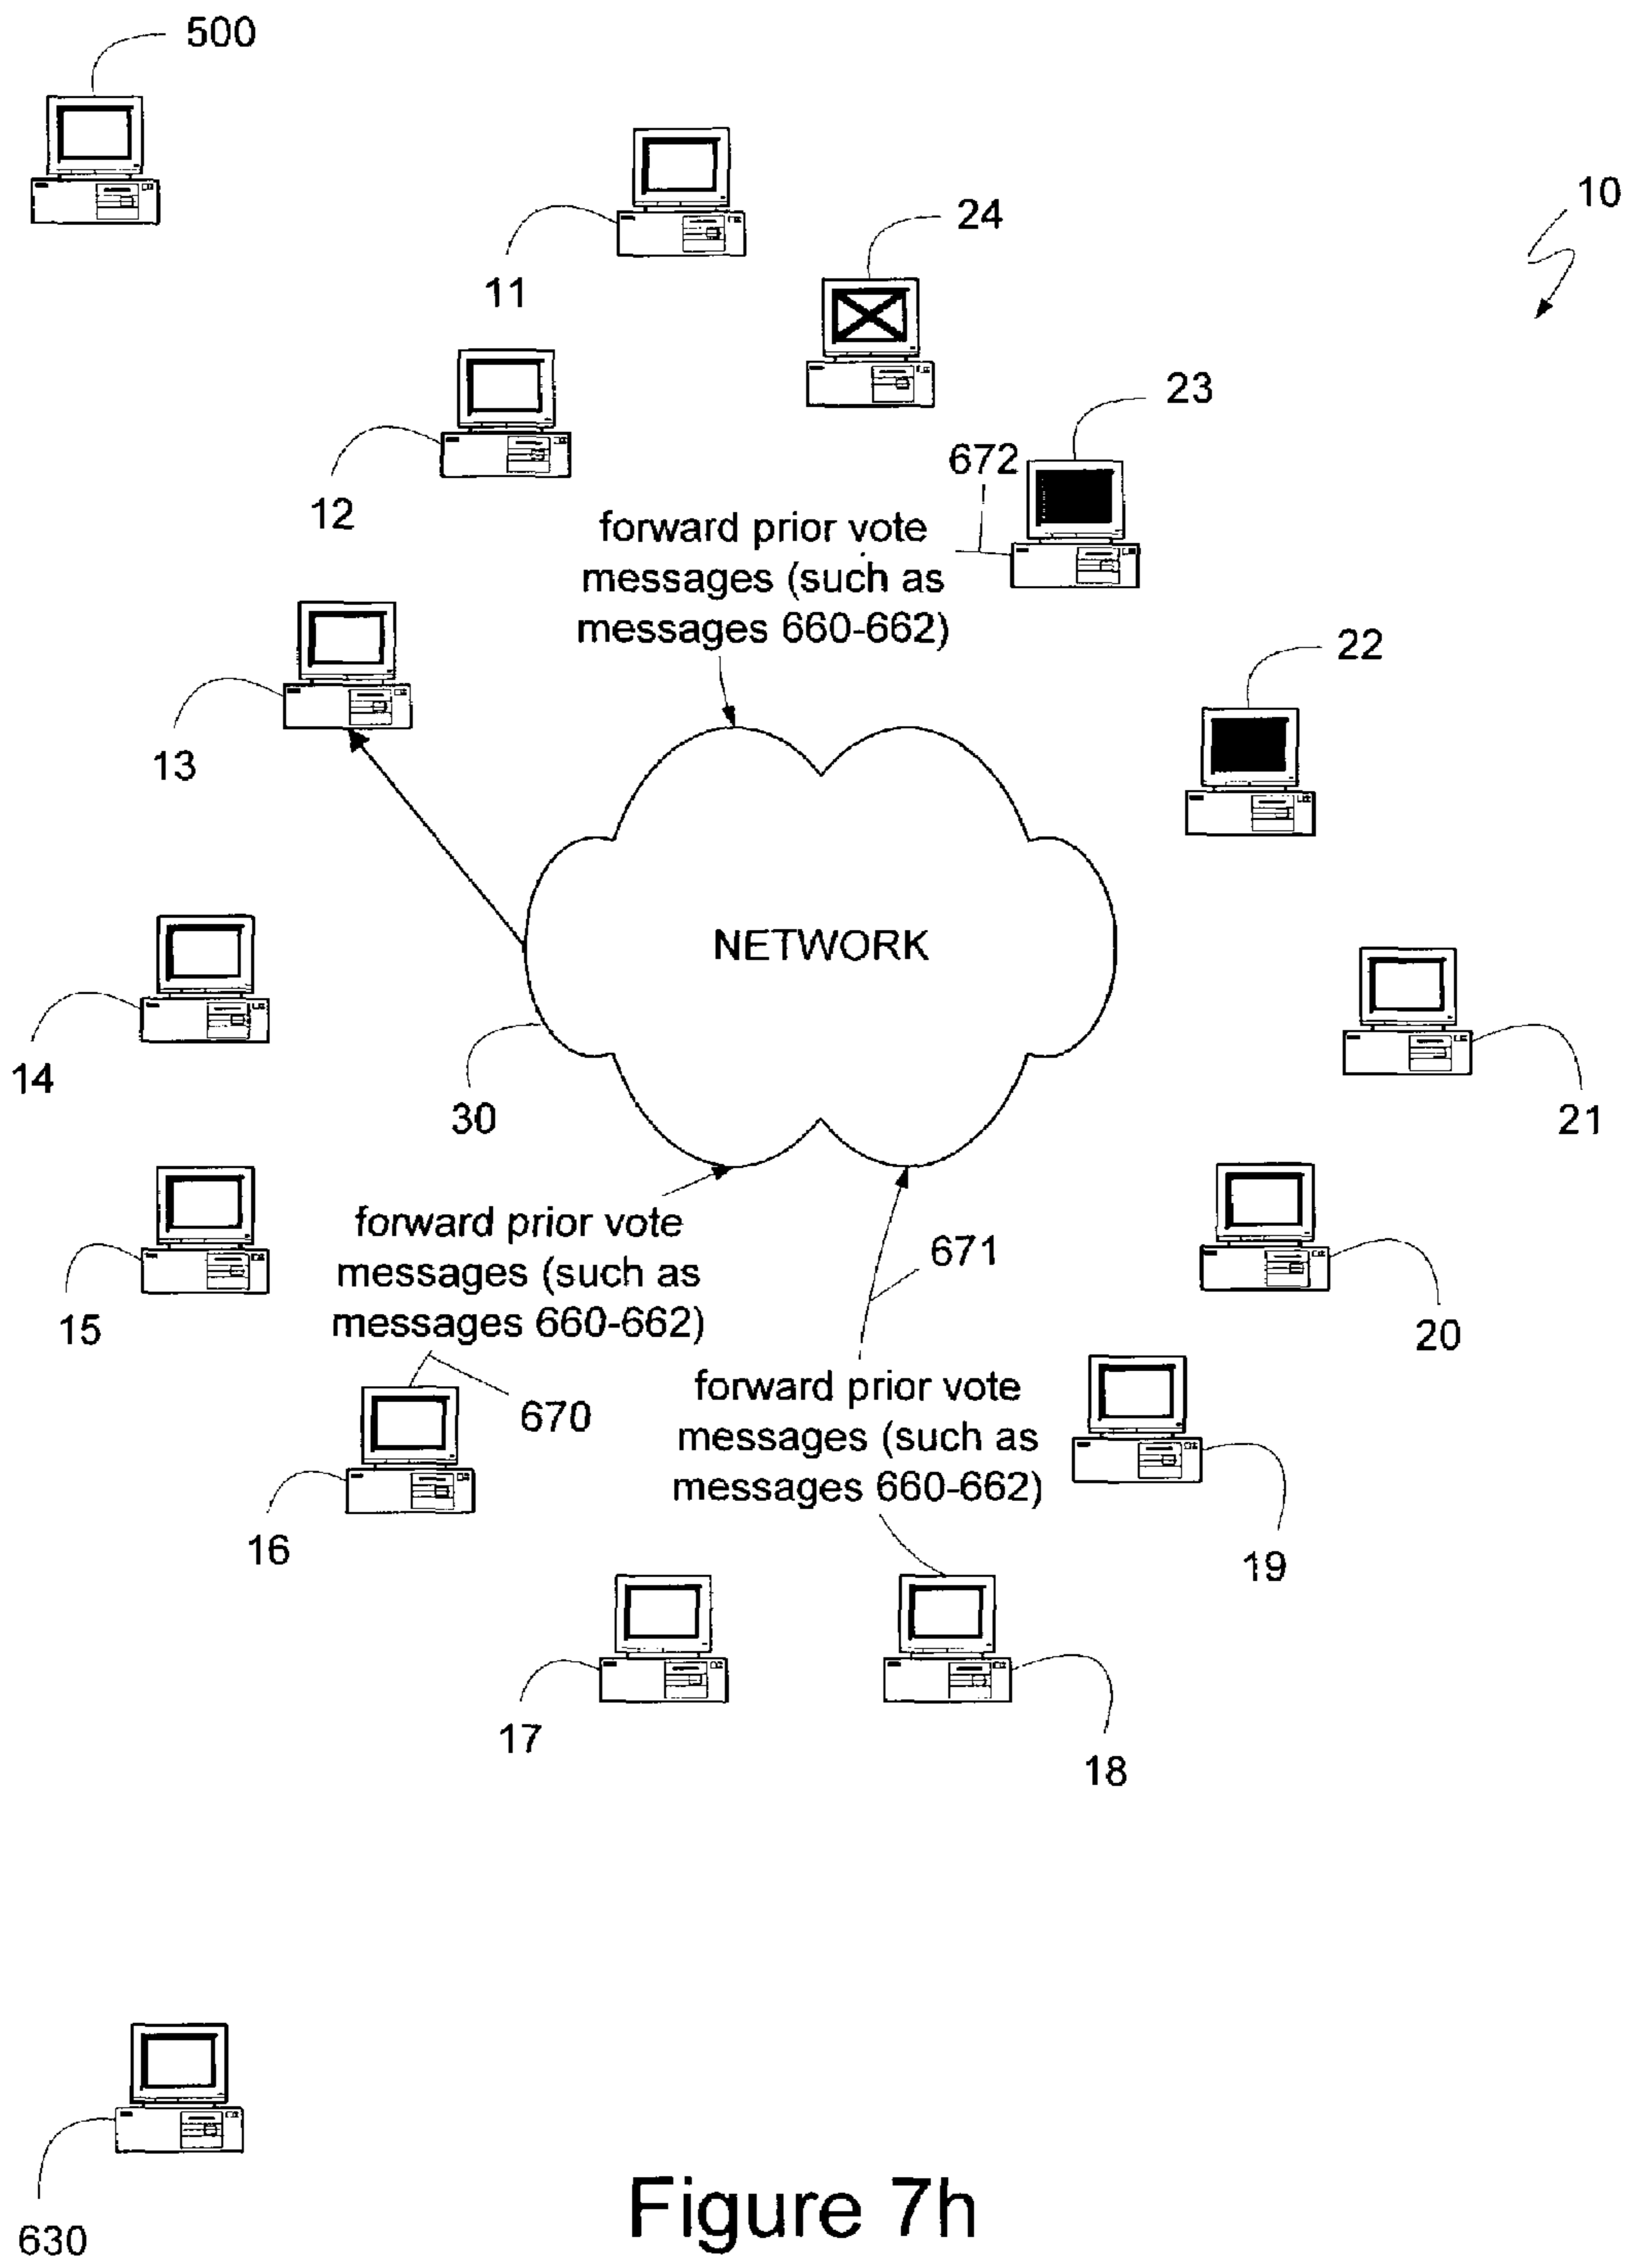 500
10
24
11
23
672
12
forward prior vote
messages (such as
messages 660-662)
22
13
NETWORK
14
30
21
forward prior vote
messages (such as
messages 660-662)
671
15
20
670
forward prior vote
messages (such as
messages 660-662)
16
19
17
18
630
Figure 7h